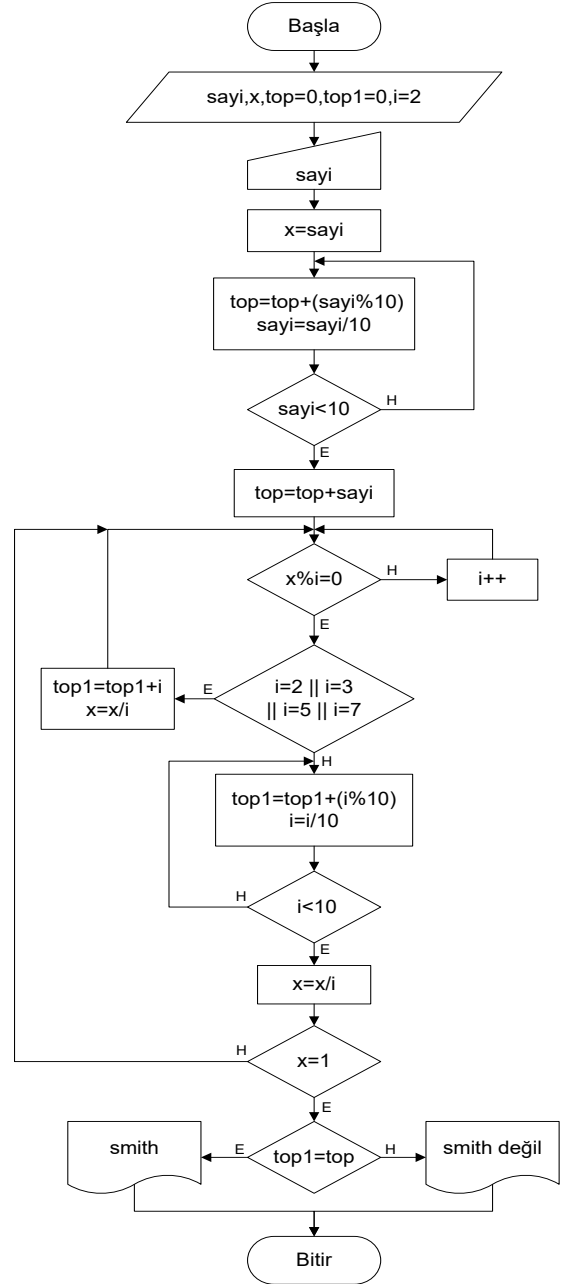 Başla
sayi,x,top=0,top1=0,i=2
sayi
x=sayi
top=top+(sayi%10)
sayi=sayi/10
sayi<10
H
E
top=top+sayi
x%i=0
H
i++
E
top1=top1+i
x=x/i
E
i=2 || i=3
|| i=5 || i=7
H
top1=top1+(i%10)
i=i/10
H
i<10
E
x=x/i
H
x=1
E
smith
E
top1=top
H
smith değil
Bitir